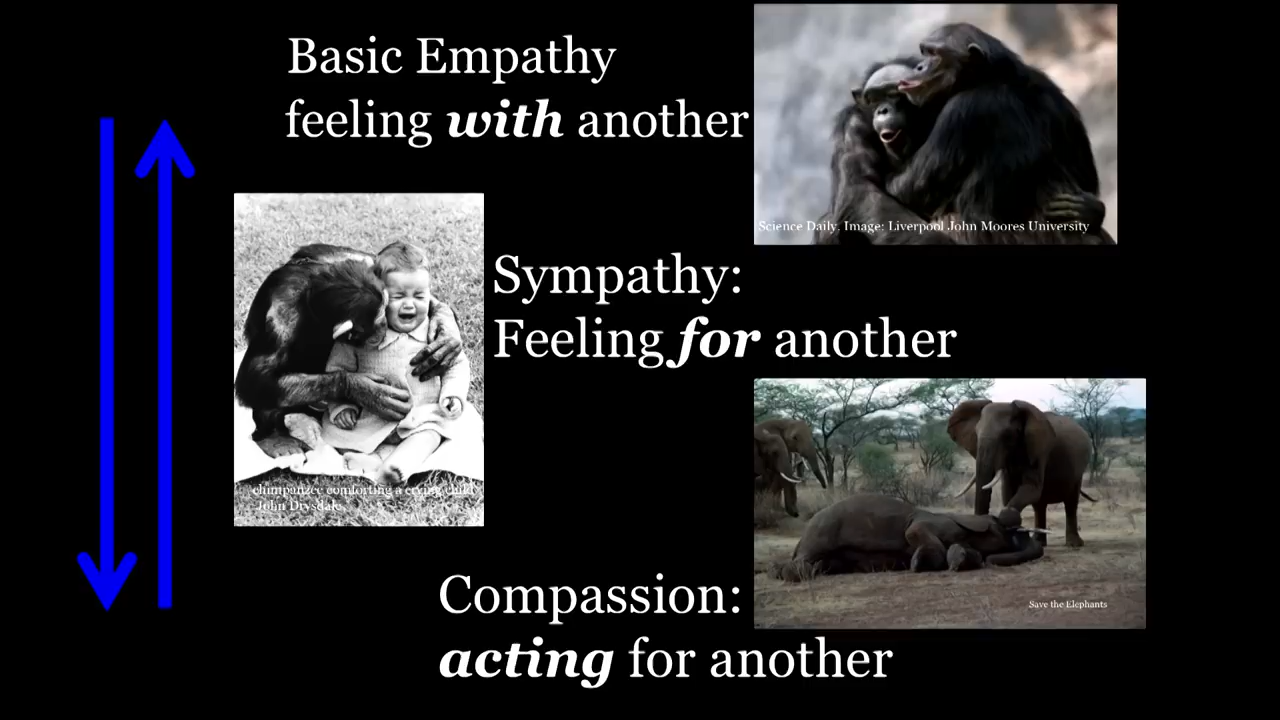 Basic Empathy
feeling with another
Science Daily. Image: Liverpool John Moores University
Sympathy:
Feeling for another
chimpanzee comforting a crying child
John Drysdale
Save the Elephants
Compassion:
acting for another